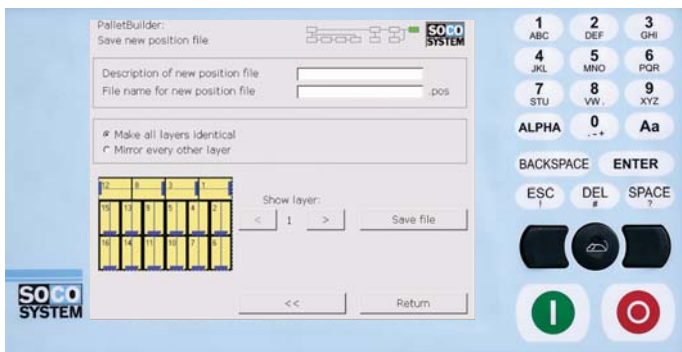 PalletBuilder:
Save new position file
SOCO
SYSTEM
Description of new position file
File name for new position file .pos
Make all layers identical
Mirror every other layer
12 8 3 1
15 13 9 5 4 2
16 14 11 10 7 6
Show layer:
< 1 > Save file
<< Return
SOCO
SYSTEM
1 2 3
ABC DEF GHI
4 5 6
JKL MNO PQR
7 8 9
STU VW. XYZ
ALPHA 0 Aa
.-+
BACKSPACE ENTER
ESC DEL SPACE
! # ?